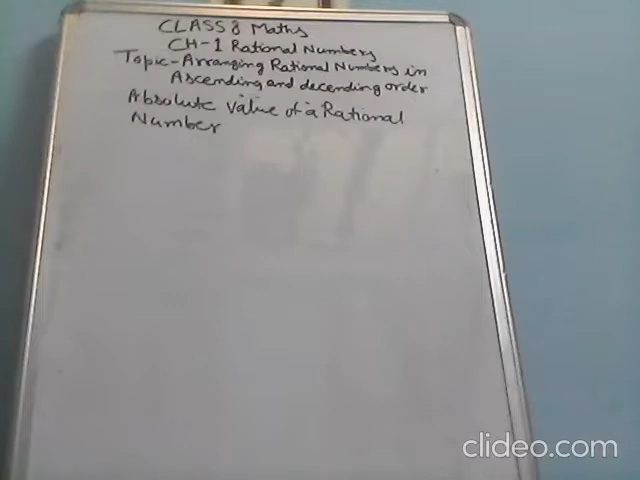 CLASS 8 Maths
CH-1 Rational Numbers
Topic-Arranging Rational Numbers in
Ascending and decending order
Absolute value of a Rational
Number
clideo.com